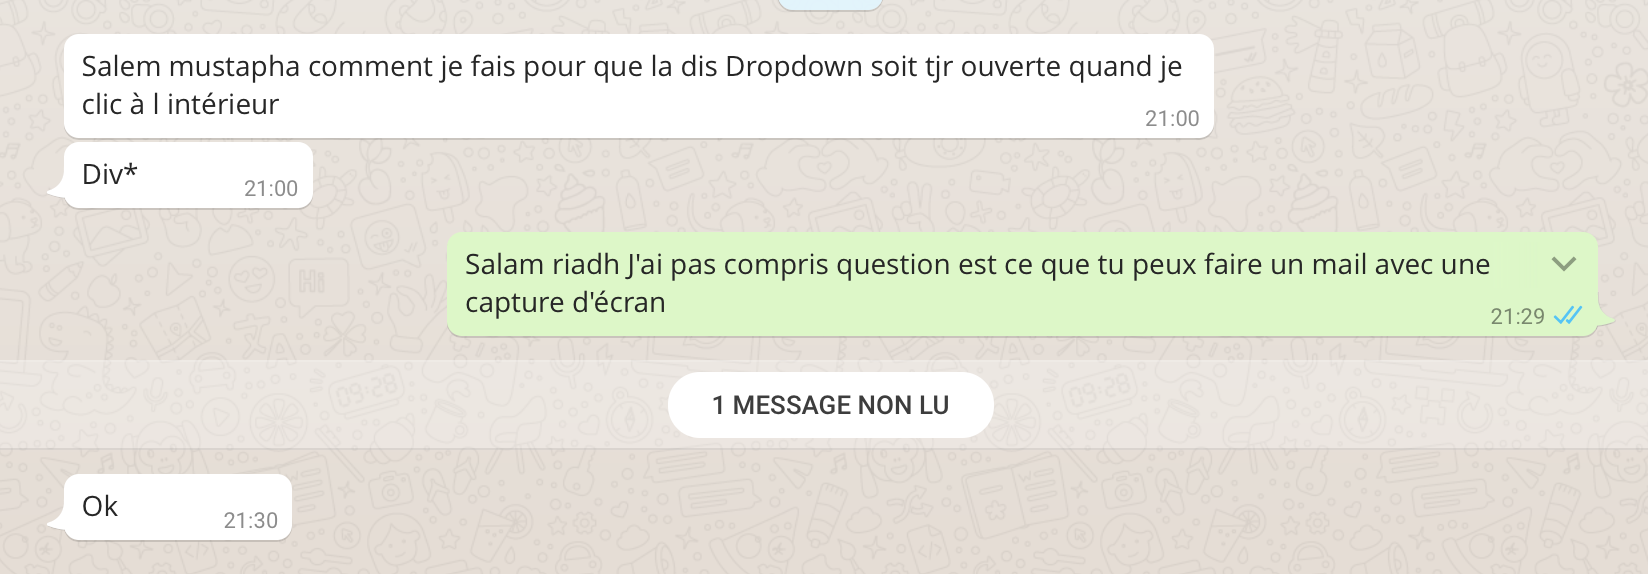 Salem mustapha comment je fais pour que la dis Dropdown soit tjr ouverte quand je
clic à l intérieur
21:00
Div*
21:00
Salam riadh J'ai pas compris question est ce que tu peux faire un mail avec une
capture d'écran
21:29
1 MESSAGE NON LU
Ok
21:30